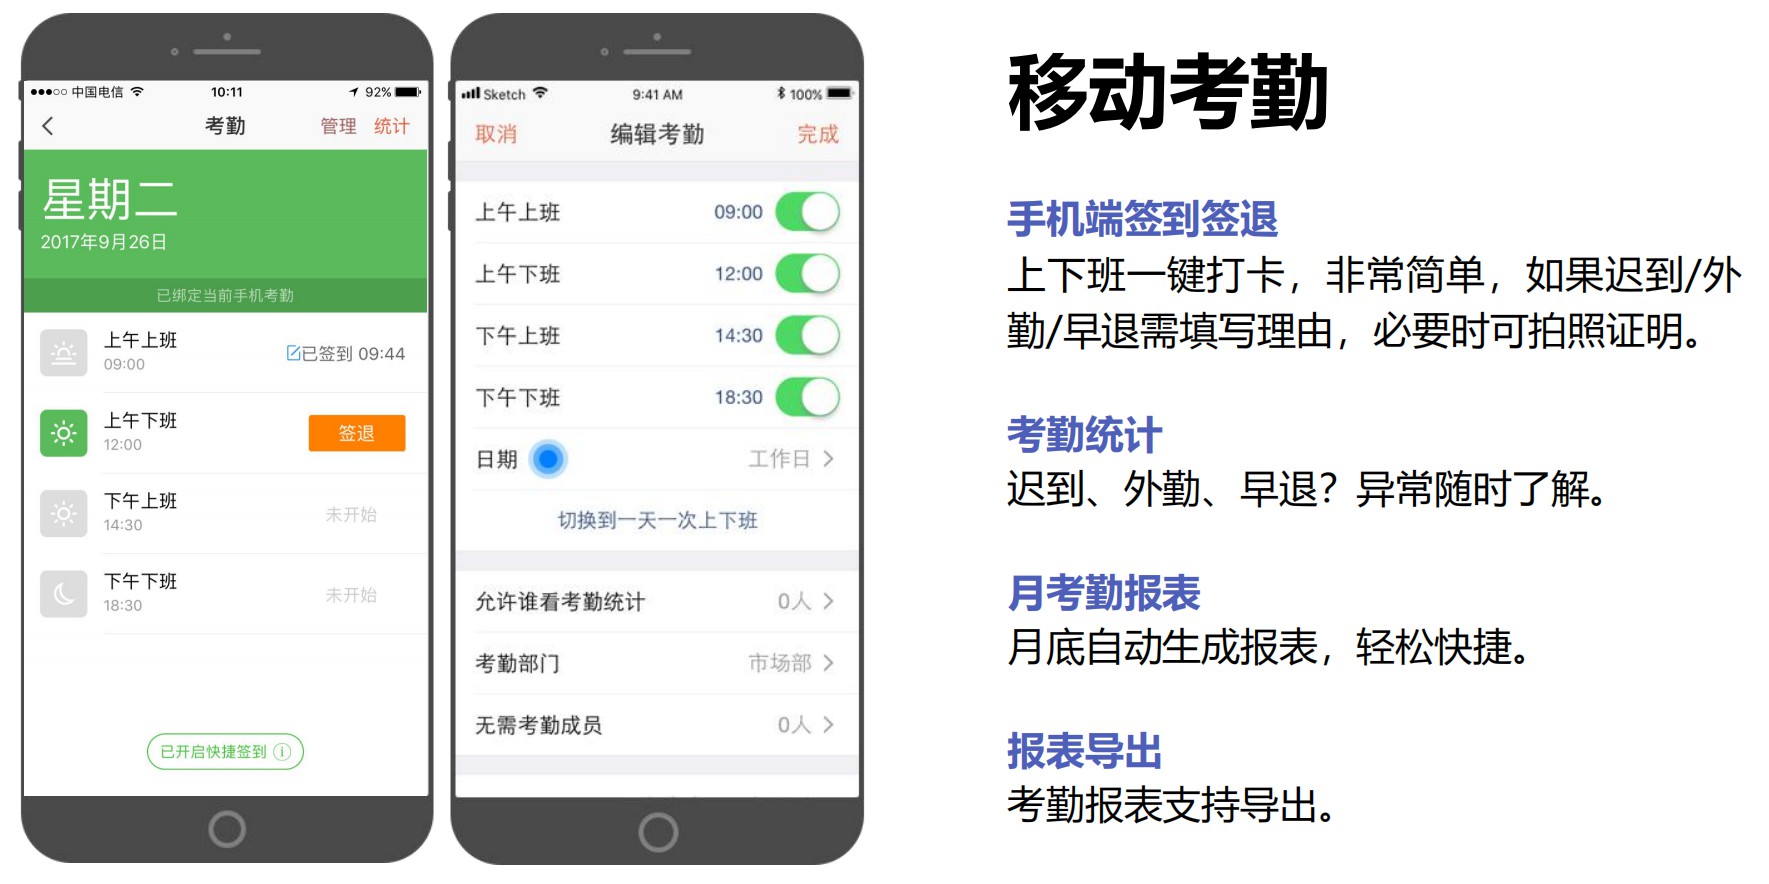 中国电信 10:11 92%
考勤 管理 统计
星期二
2017年9月26日
已绑定当前手机考勤
上午上班
09:00
已签到 09:44
上午下班
12:00
签退
下午上班
14:30
未开始
下午下班
18:30
未开始
已开启快捷签到
Sketch 9:41 AM 100%
取消 编辑考勤 完成
上午上班 09:00
上午下班 12:00
下午上班 14:30
下午下班 18:30
日期 工作日
切换到一天一次上下班
允许谁看考勤统计 0人
考勤部门 市场部
无需考勤成员 0人
移动考勤
手机端签到签退
上下班一键打卡，非常简单，如果迟到/外
勤/早退需填写理由，必要时可拍照证明。
考勤统计
迟到、外勤、早退？异常随时了解。
月考勤报表
月底自动生成报表，轻松快捷。
报表导出
考勤报表支持导出。